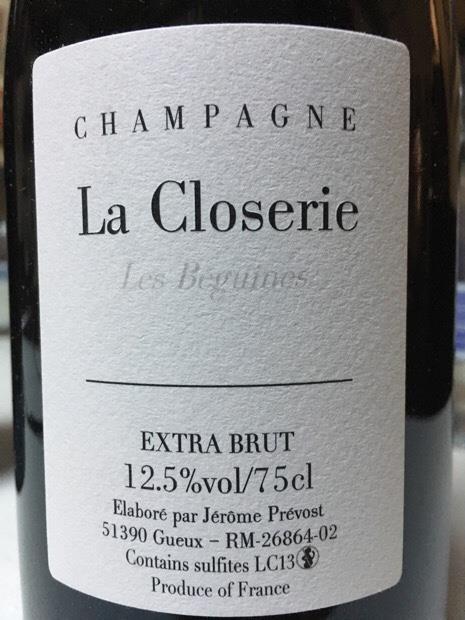 CHAMPAGNE
La Closerie
Les Beguines
EXTRA BRUT
12.5%vol/75cl
Elaboré par Jérôme Prévost
51390 Gueux – RM-26864-02
Contains sulfites LC13
Produce of France